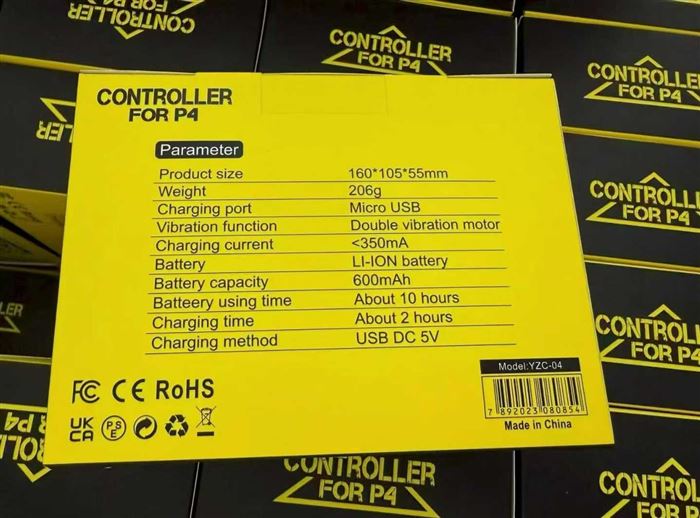 CONTROLLER
FOR P4
CONTROLLER
FOR P4
CONTROLLER
FOR P4
CONTROLLER
FOR P4
Parameter
Product size 160*105*55mm
Weight 206g
Charging port Micro USB
Vibration function Double vibration motor
Charging current <350mA
Battery LI-ION battery
Battery capacity 600mAh
Batteery using time About 10 hours
Charging time About 2 hours
Charging method USB DC 5V
FC CE RoHS
UK
CA
PSE
Model:YZC-04
7 892023 080854
Made in China
CONTROLLER
FOR P4
CONTROLLER
FOR P4
CONTROLLER
FOR P4
CONTROLLER
FOR P4